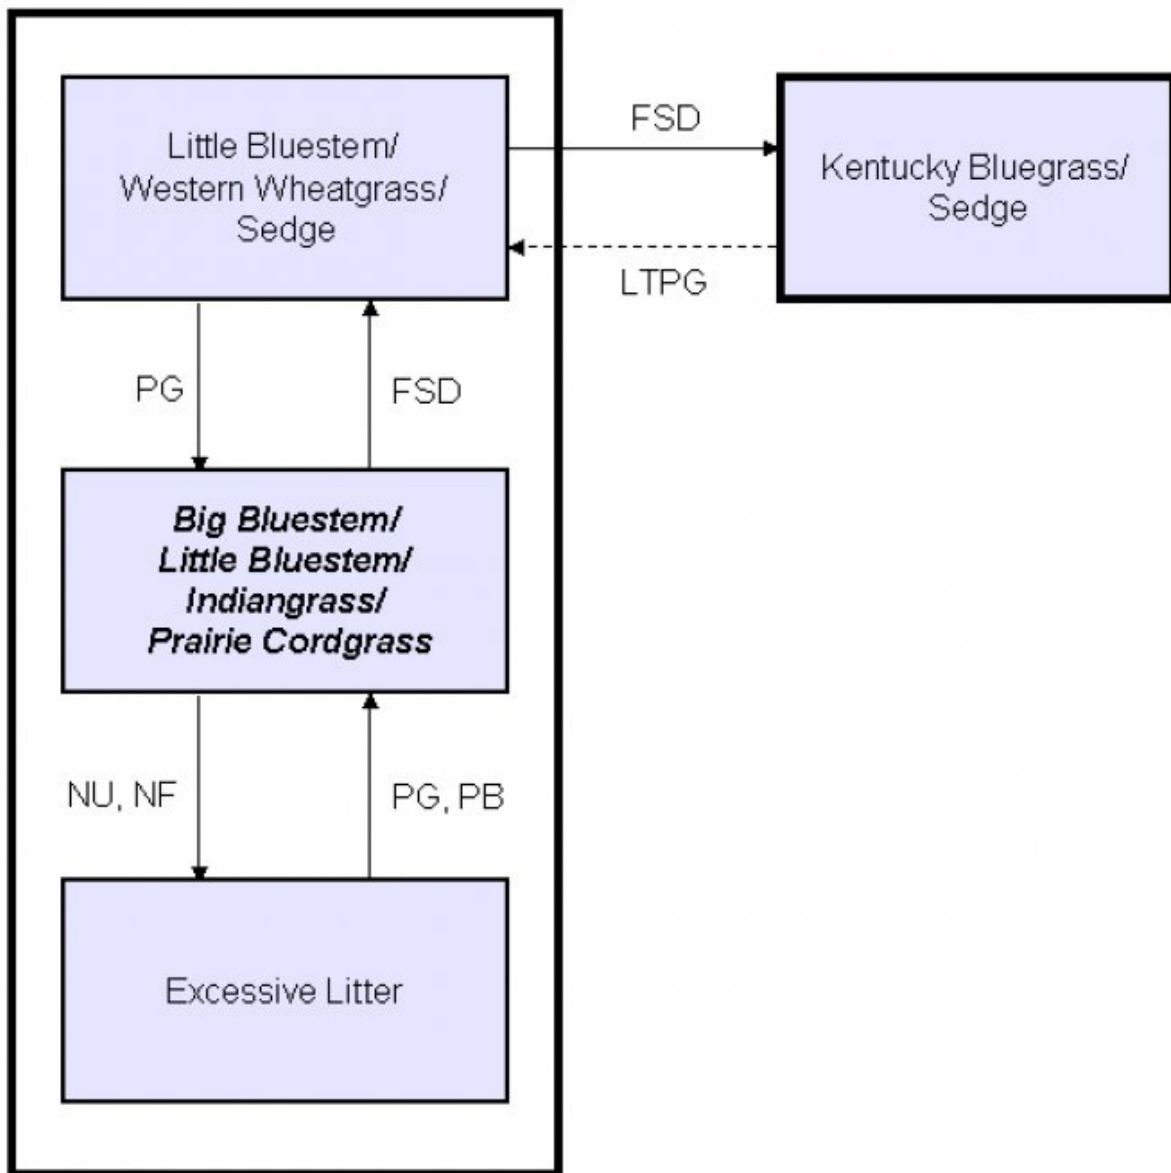 Little Bluestem/
Western Wheatgrass/
Sedge
FSD
Kentucky Bluegrass/
Sedge
LTPG
PG
FSD
Big Bluestem/
Little Bluestem/
Indiangrass/
Prairie Cordgrass
NU, NF
PG, PB
Excessive Litter